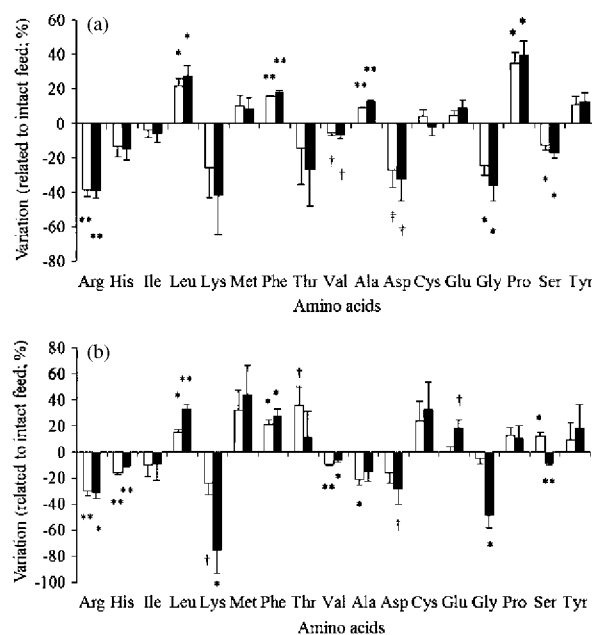 (a)
Variation (related to intact feed; %)
60
40
20
0
-20
-40
-60
-80
* * ** ** ** ** * *
** ** † † ‡ † * * * *
Arg His Ile Leu Lys Met Phe Thr Val Ala Asp Cys Glu Gly Pro Ser Tyr
Amino acids
(b)
Variation (related to intact feed; %)
80
60
40
20
0
-20
-40
-60
-80
-100
* ** * * † † *
** * ** ** † * ** * * † * **
Arg His Ile Leu Lys Met Phe Thr Val Ala Asp Cys Glu Gly Pro Ser Tyr
Amino acids